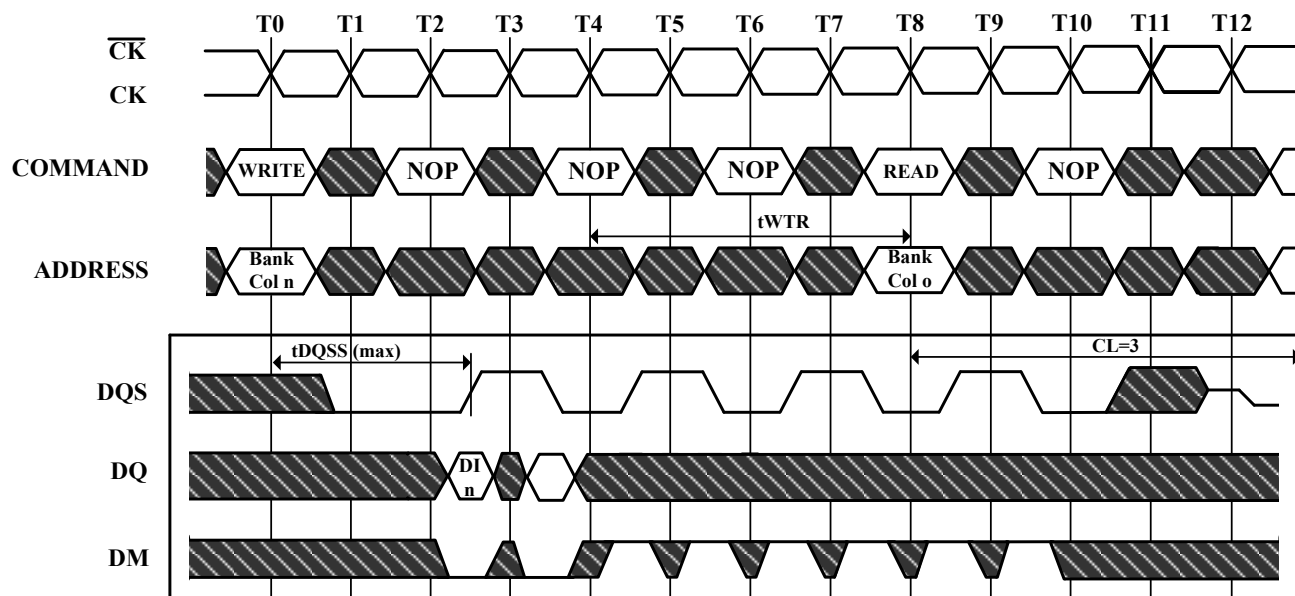 T0 T1 T2 T3 T4 T5 T6 T7 T8 T9 T10 T11 T12
CK
CK
COMMAND WRITE NOP NOP NOP READ NOP
tWTR
ADDRESS Bank Col n Bank Col o
tDQSS (max) CL=3
DQS
DQ DI n
DM